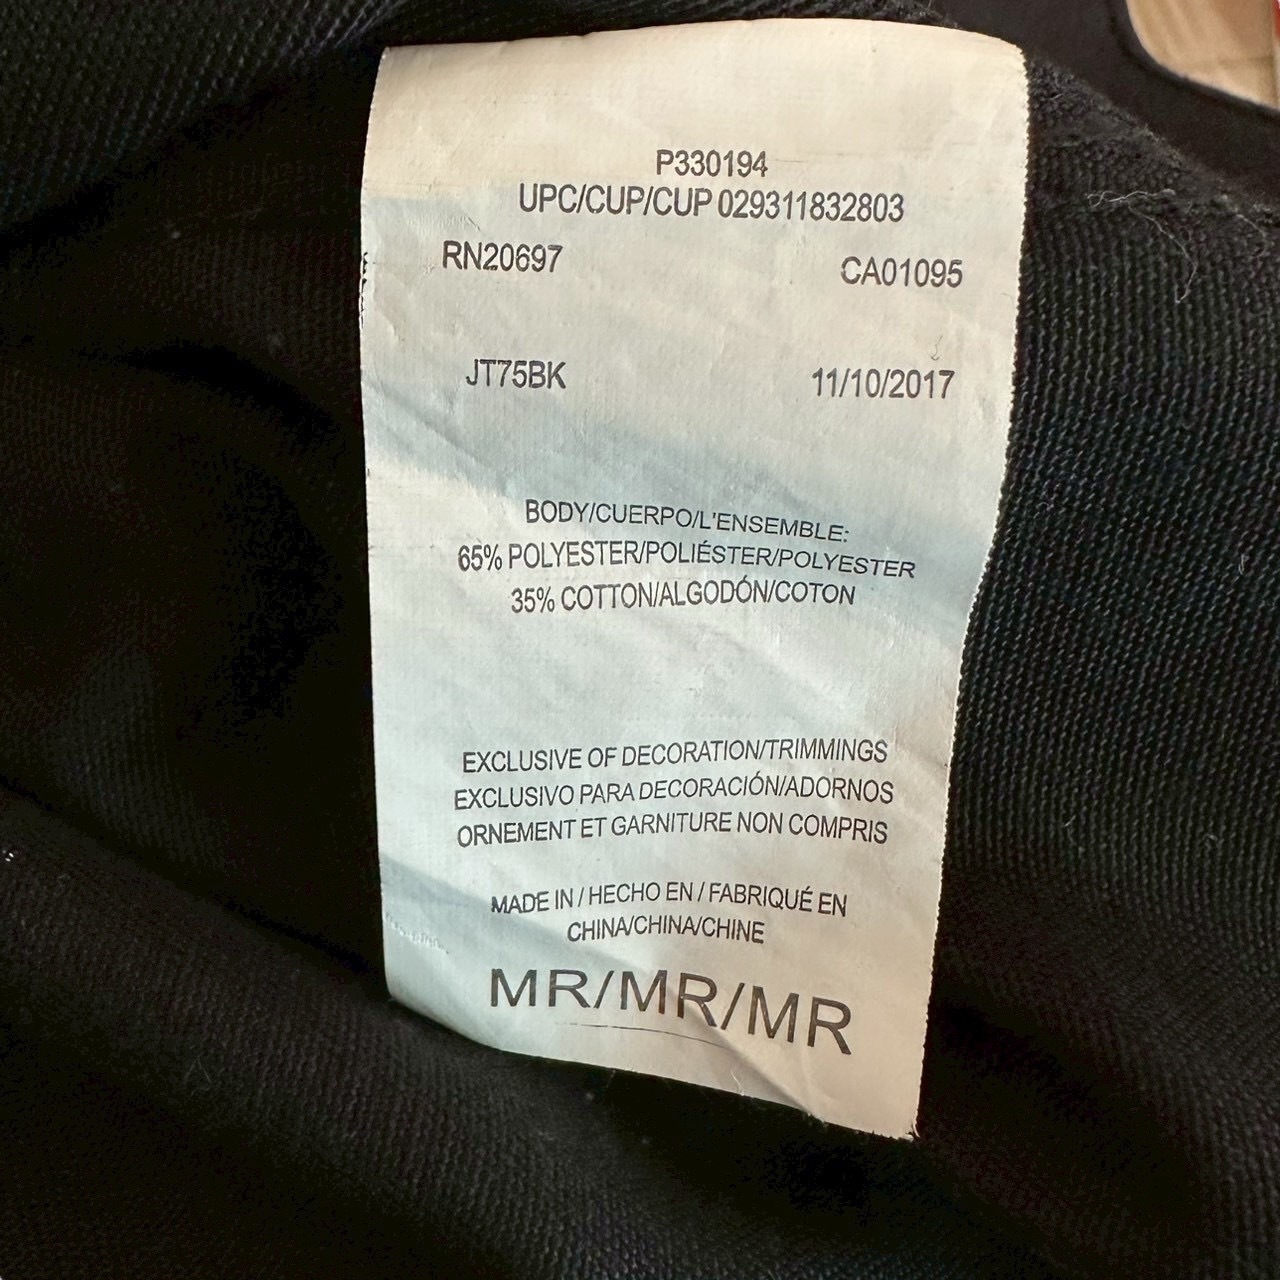 P330194
UPC/CUP/CUP 029311832803
RN20697 CA01095
JT75BK 11/10/2017
BODY/CUERPO/L'ENSEMBLE:
65% POLYESTER/POLIÉSTER/POLYESTER
35% COTTON/ALGODÓN/COTON
EXCLUSIVE OF DECORATION/TRIMMINGS
EXCLUSIVO PARA DECORACIÓN/ADORNOS
ORNEMENT ET GARNITURE NON COMPRIS
MADE IN / HECHO EN / FABRIQUÉ EN
CHINA/CHINA/CHINE
MR/MR/MR